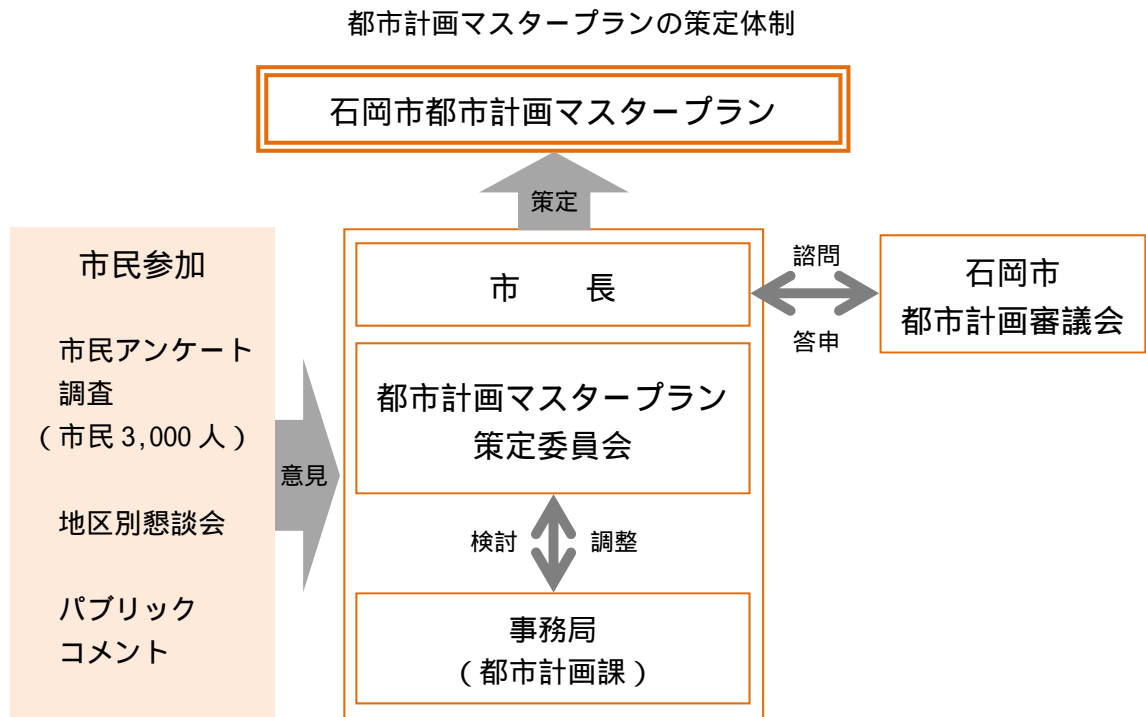 都市計画マスタープランの策定体制
石岡市都市計画マスタープラン
策定
市民参加
市民アンケート
調査
（市民 3,000 人）
地区別懇談会
パブリック
コメント
意見
市　　長
諮問
答申
石岡市
都市計画審議会
都市計画マスタープラン
策定委員会
検討
調整
事務局
（都市計画課）